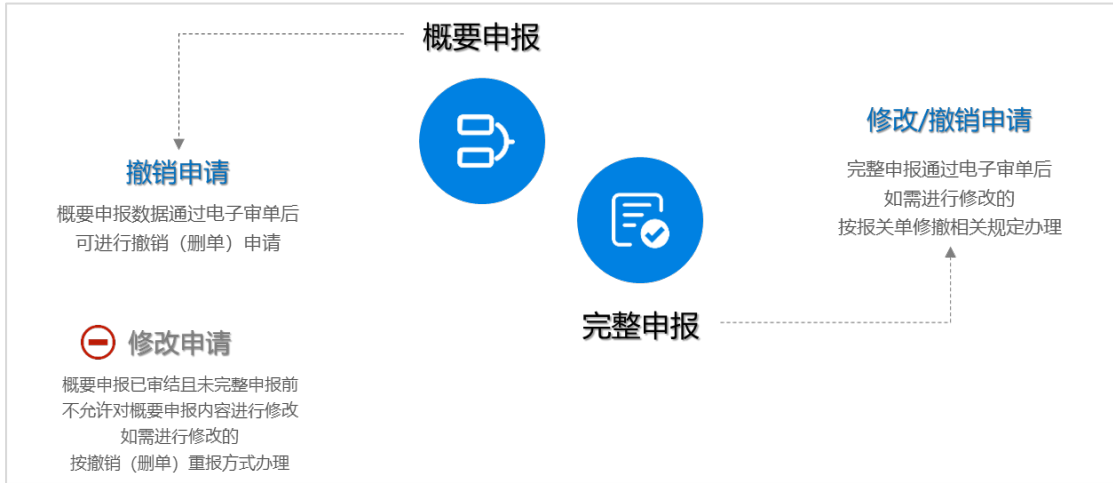 概要申报
撤销申请
概要申报数据通过电子审单后
可进行撤销（删单）申请
修改申请
概要申报已审结且未完整申报前
不允许对概要申报内容进行修改
如需进行修改的
按撤销（删单）重报方式办理
完整申报
修改/撤销申请
完整申报通过电子审单后
如需进行修改的
按报关单修撤相关规定办理